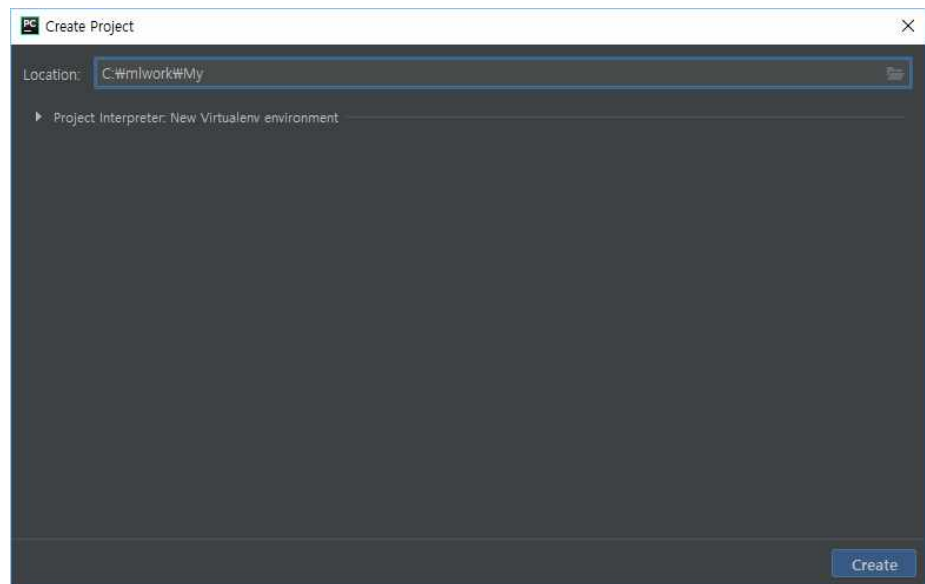 PC Create Project
Location: C:₩mlwork₩My
Project Interpreter: New Virtualenv environment
Create